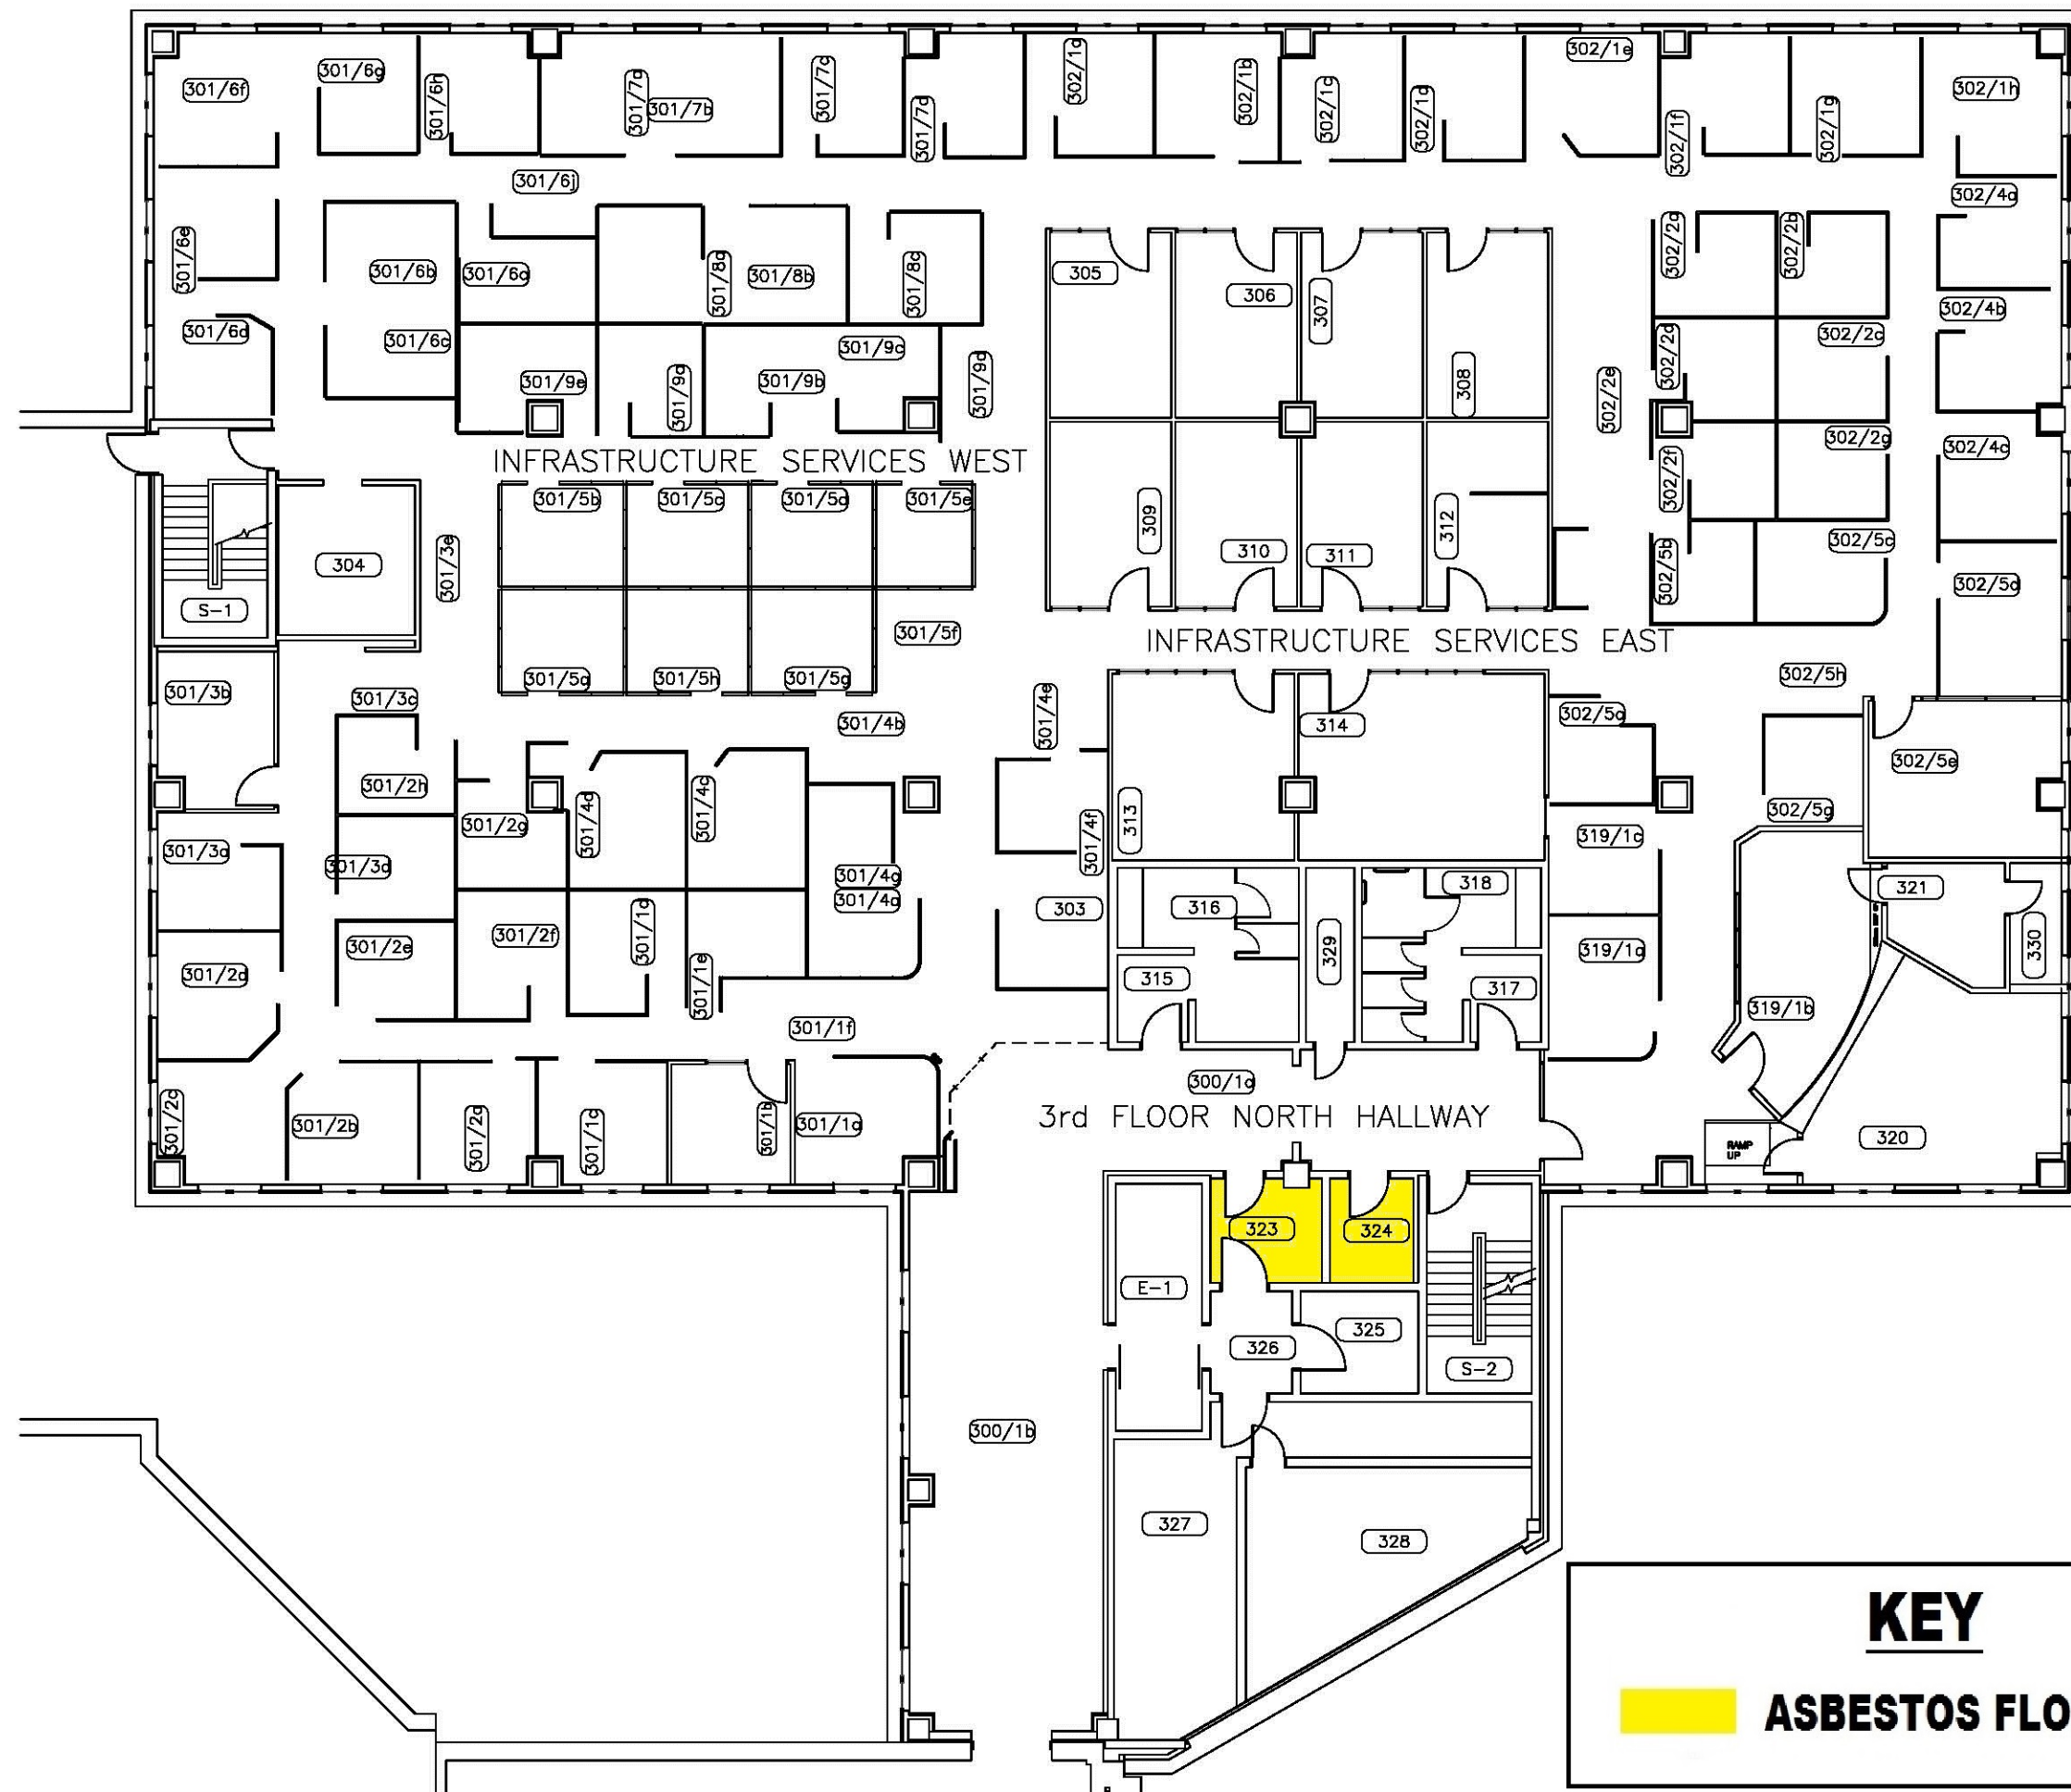 301/6f
301/6g
301/6h
301/7a
301/7b
301/7c
301/7d
302/1a
302/1b
302/1c
302/1d
302/1e
302/1f
302/1g
302/1h
301/6j
302/4a
301/6e
301/6b
301/6a
301/8a
301/8b
301/8c
305
306
307
302/2a
302/2b
302/4b
301/6d
301/6c
301/9e
301/9a
301/9b
301/9c
301/9d
308
302/2e
302/2d
302/2c
INFRASTRUCTURE SERVICES WEST
302/2f
302/2g
302/4c
301/5b
301/5c
301/5d
301/5e
304
301/3e
309
310
311
312
302/5b
302/5c
302/5d
S-1
301/5f
INFRASTRUCTURE SERVICES EAST
301/3b
301/3c
301/5a
301/5h
301/5g
301/4b
301/4e
314
302/5a
302/5h
302/5e
301/2h
301/2g
301/4d
301/4c
301/4f
313
319/1c
302/5g
301/3a
301/3d
301/4g
301/4a
303
316
318
321
301/2d
301/2e
301/2f
301/1d
301/1e
315
329
317
319/1a
330
319/1b
301/1f
300/1a
3rd FLOOR NORTH HALLWAY
301/2c
301/2b
301/2a
301/1c
301/1b
301/1a
RAMP
UP
320
323
324
E-1
326
325
S-2
300/1b
327
328
KEY
ASBESTOS FLO